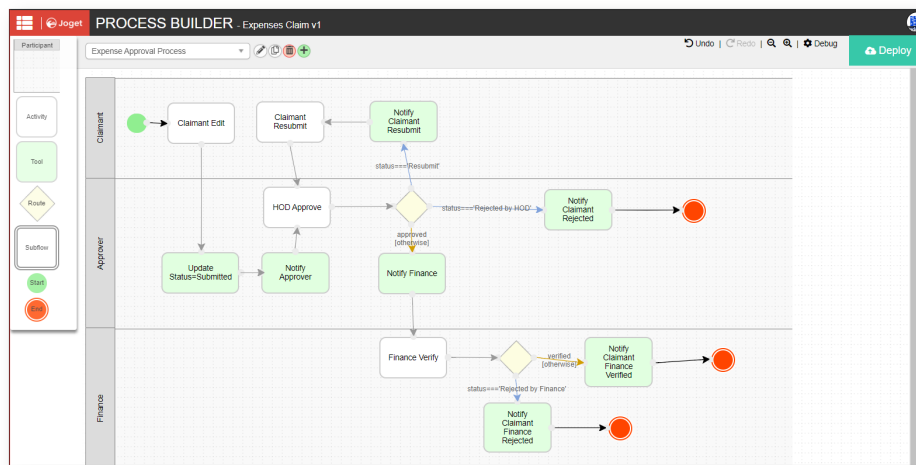 Joget
PROCESS BUILDER - Expenses Claim v1
Participant
Activity
Tool
Route
Subflow
Start
End
Expense Approval Process
Undo | Redo | Debug
Deploy
Claimant
Claimant Edit
Claimant
Resubmit
Notify
Claimant
Resubmit
status==='Resubmit'
Approver
HOD Approve
status==='Rejected by HOD'
Notify
Claimant
Rejected
approved
[otherwise]
Update
Status=Submitted
Notify
Approver
Notify Finance
Finance
Finance Verify
verified
[otherwise]
Notify
Claimant
Finance
Verified
status==='Rejected by Finance'
Notify
Claimant
Finance
Rejected